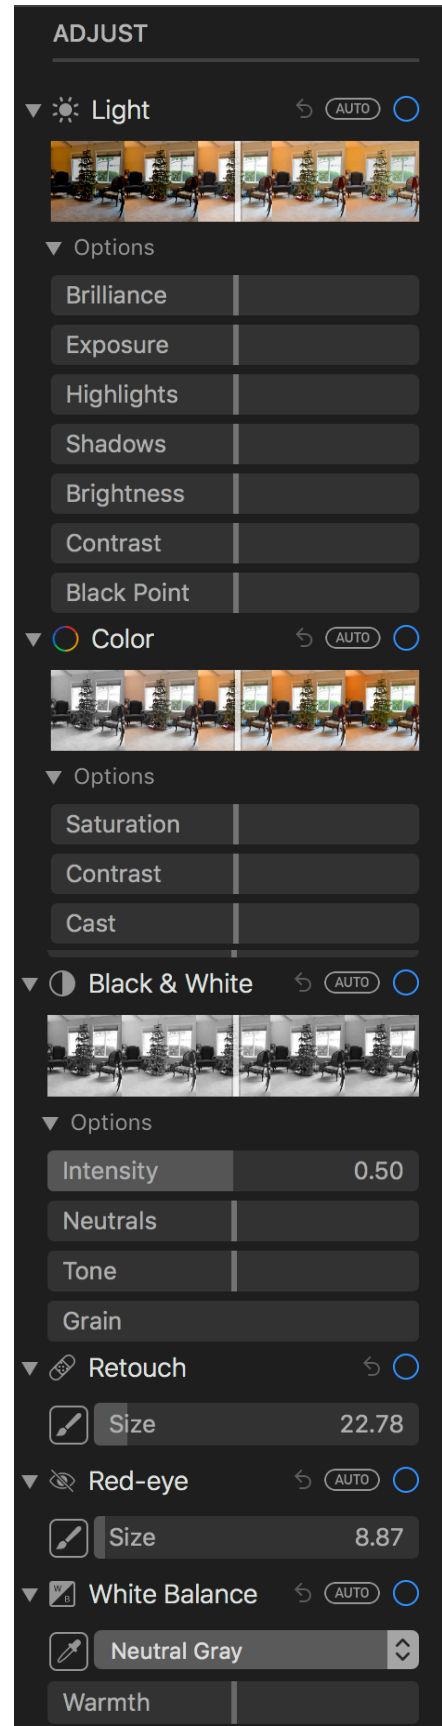 ADJUST
Light AUTO
Options
Brilliance
Exposure
Highlights
Shadows
Brightness
Contrast
Black Point
Color AUTO
Options
Saturation
Contrast
Cast
Black & White AUTO
Options
Intensity 0.50
Neutrals
Tone
Grain
Retouch
Size 22.78
Red-eye AUTO
Size 8.87
W B White Balance AUTO
Neutral Gray
Warmth